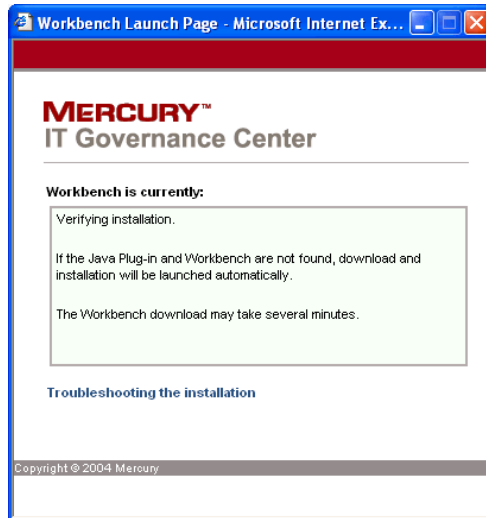 Workbench Launch Page - Microsoft Internet Ex...
MERCURY™
IT Governance Center
Workbench is currently:
Verifying installation.
If the Java Plug-in and Workbench are not found, download and
installation will be launched automatically.
The Workbench download may take several minutes.
Troubleshooting the installation
Copyright © 2004 Mercury